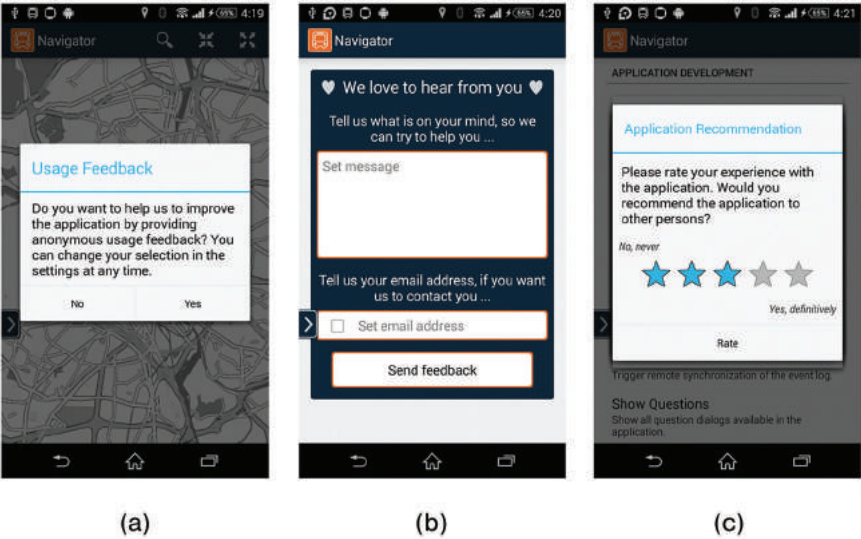 65% 4:19
Navigator
Usage Feedback
Do you want to help us to improve
the application by providing
anonymous usage feedback? You
can change your selection in the
settings at any time.
No Yes
(a)
65% 4:20
Navigator
We love to hear from you
Tell us what is on your mind, so we
can try to help you ...
Set message
Tell us your email address, if you want
us to contact you ...
Set email address
Send feedback
(b)
65% 4:21
Navigator
APPLICATION DEVELOPMENT
Application Recommendation
Please rate your experience with
the application. Would you
recommend the application to
other persons?
No, never
Yes, definitively
Rate
Trigger remote synchronization of the event log.
Show Questions
Show all question dialogs available in the
application.
(c)